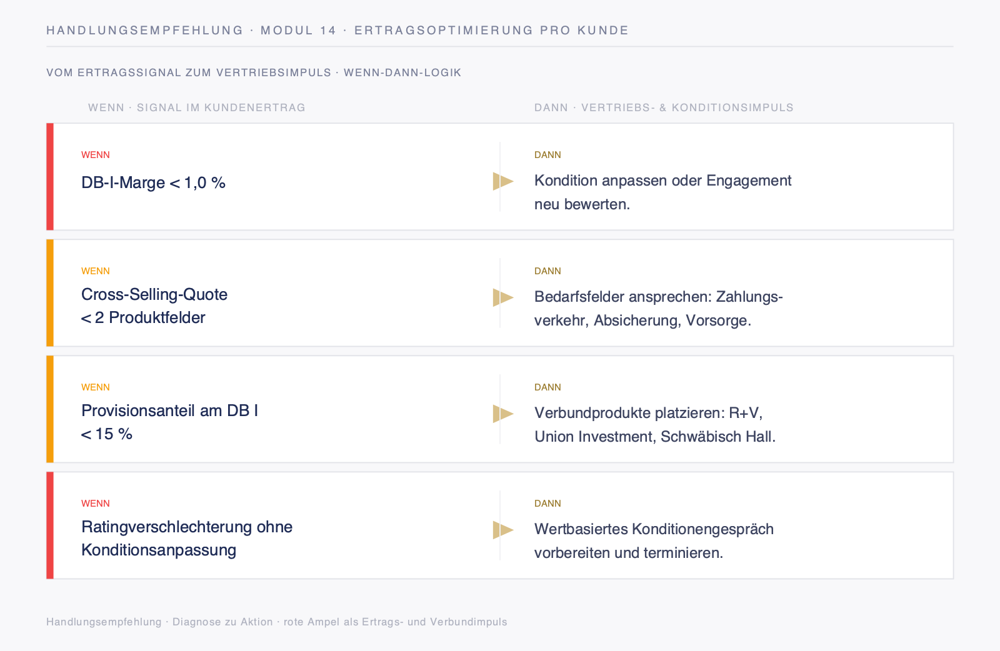 HANDLUNGSEMPFEHLUNG · MODUL 14 · ERTRAGSOPTIMIERUNG PRO KUNDE
VOM ERTRAGSSIGNAL ZUM VERTRIEBSIMPULS · WENN-DANN-LOGIK
WENN · SIGNAL IM KUNDENERTRAG
DANN · VERTRIEBS- & KONDITIONSIMPULS
WENN
DB-I-Marge < 1,0 %
DANN
Kondition anpassen oder Engagement
neu bewerten.
WENN
Cross-Selling-Quote
< 2 Produktfelder
DANN
Bedarfsfelder ansprechen: Zahlungs-
verkehr, Absicherung, Vorsorge.
WENN
Provisionsanteil am DB I
< 15 %
DANN
Verbundprodukte platzieren: R+V,
Union Investment, Schwäbisch Hall.
WENN
Ratingverschlechterung ohne
Konditionsanpassung
DANN
Wertbasiertes Konditionengespräch
vorbereiten und terminieren.
Handlungsempfehlung · Diagnose zu Aktion · rote Ampel als Ertrags- und Verbundimpuls